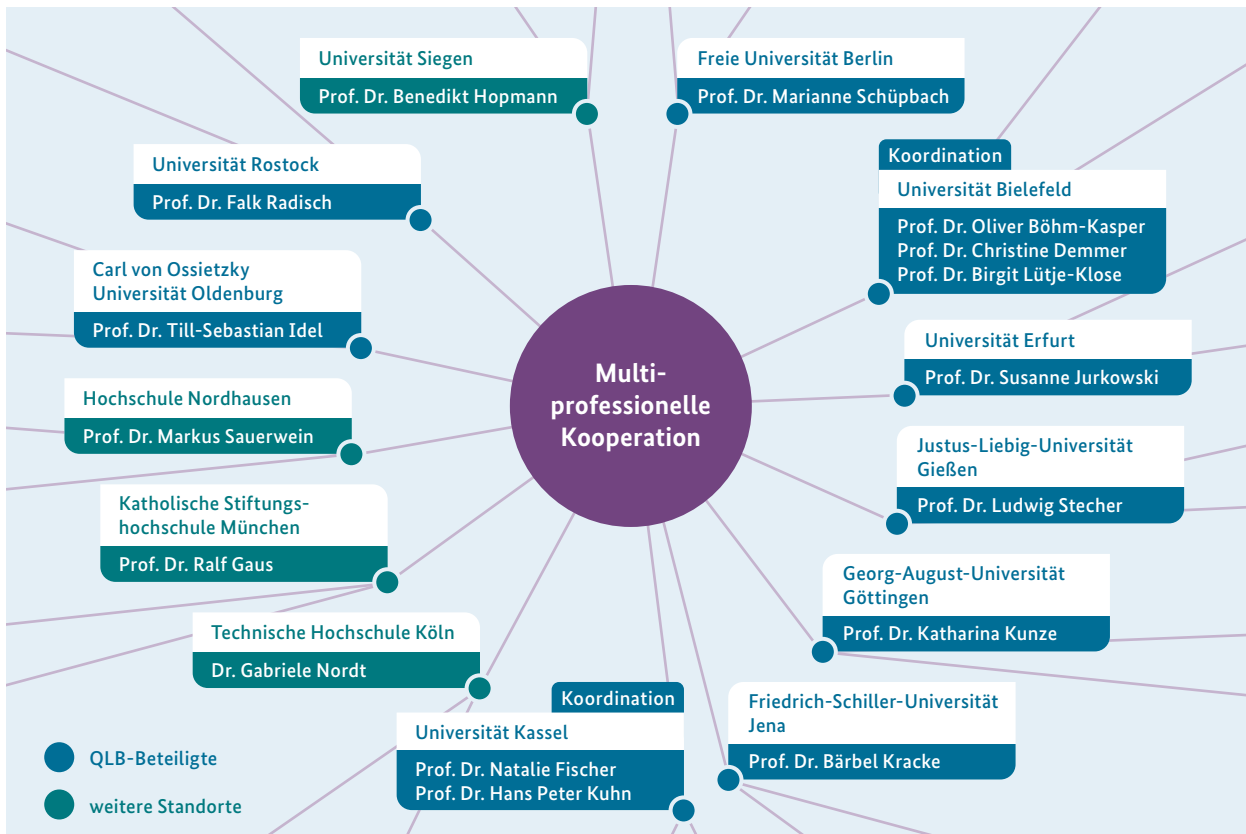 Universität Siegen
Prof. Dr. Benedikt Hopmann
Freie Universität Berlin
Prof. Dr. Marianne Schüpbach
Koordination
Universität Bielefeld
Prof. Dr. Oliver Böhm-Kasper
Prof. Dr. Christine Demmer
Prof. Dr. Birgit Lütje-Klose
Universität Rostock
Prof. Dr. Falk Radisch
Carl von Ossietzky
Universität Oldenburg
Prof. Dr. Till-Sebastian Idel
Universität Erfurt
Prof. Dr. Susanne Jurkowski
Multi-
professionelle
Kooperation
Hochschule Nordhausen
Prof. Dr. Markus Sauerwein
Justus-Liebig-Universität
Gießen
Prof. Dr. Ludwig Stecher
Katholische Stiftungs-
hochschule München
Prof. Dr. Ralf Gaus
Georg-August-Universität
Göttingen
Prof. Dr. Katharina Kunze
Technische Hochschule Köln
Dr. Gabriele Nordt
Koordination
Universität Kassel
Prof. Dr. Natalie Fischer
Prof. Dr. Hans Peter Kuhn
Friedrich-Schiller-Universität
Jena
Prof. Dr. Bärbel Kracke
QLB-Beteiligte
weitere Standorte